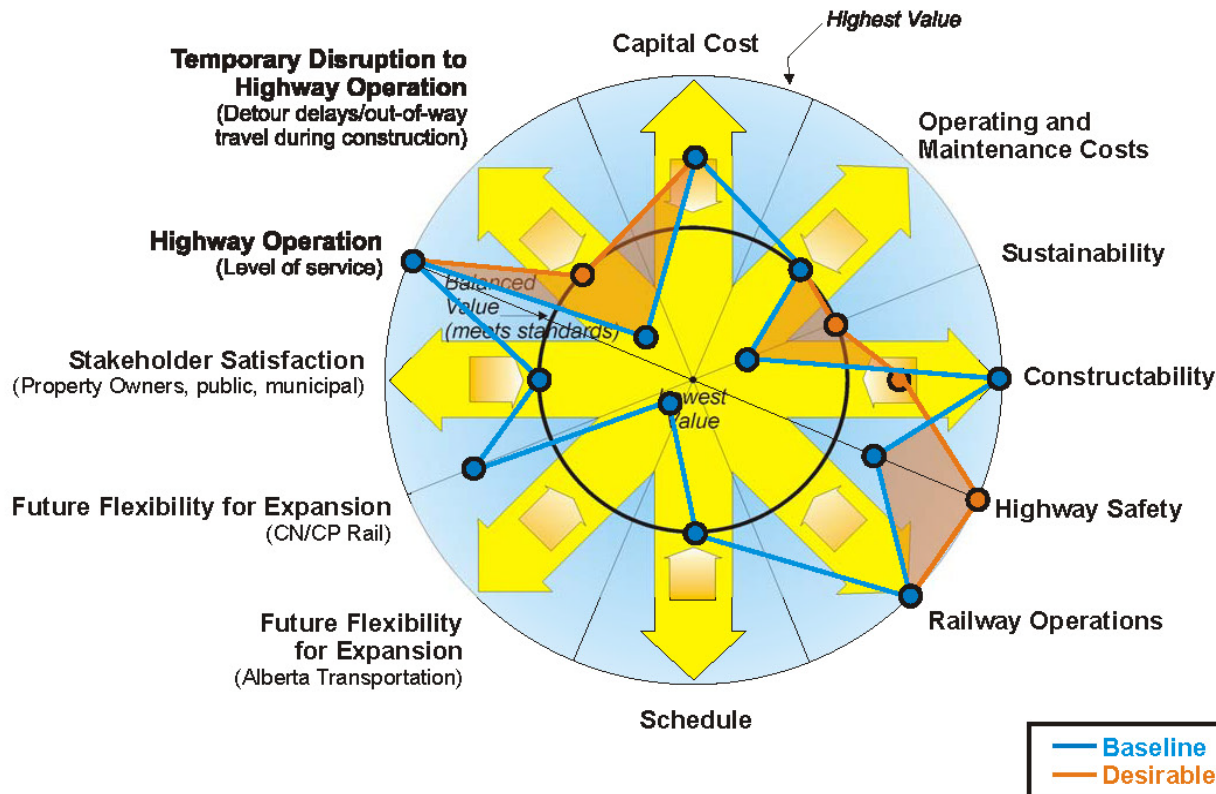 Highest Value
Capital Cost
Temporary Disruption to
Highway Operation
(Detour delays/out-of-way
travel during construction)
Operating and
Maintenance Costs
Highway Operation
(Level of service)
Sustainability
Balanced
Value
(meets standards)
Stakeholder Satisfaction
(Property Owners, public, municipal)
Constructability
Lowest
Value
Future Flexibility for Expansion
(CN/CP Rail)
Highway Safety
Railway Operations
Future Flexibility
for Expansion
(Alberta Transportation)
Schedule
Baseline
Desirable